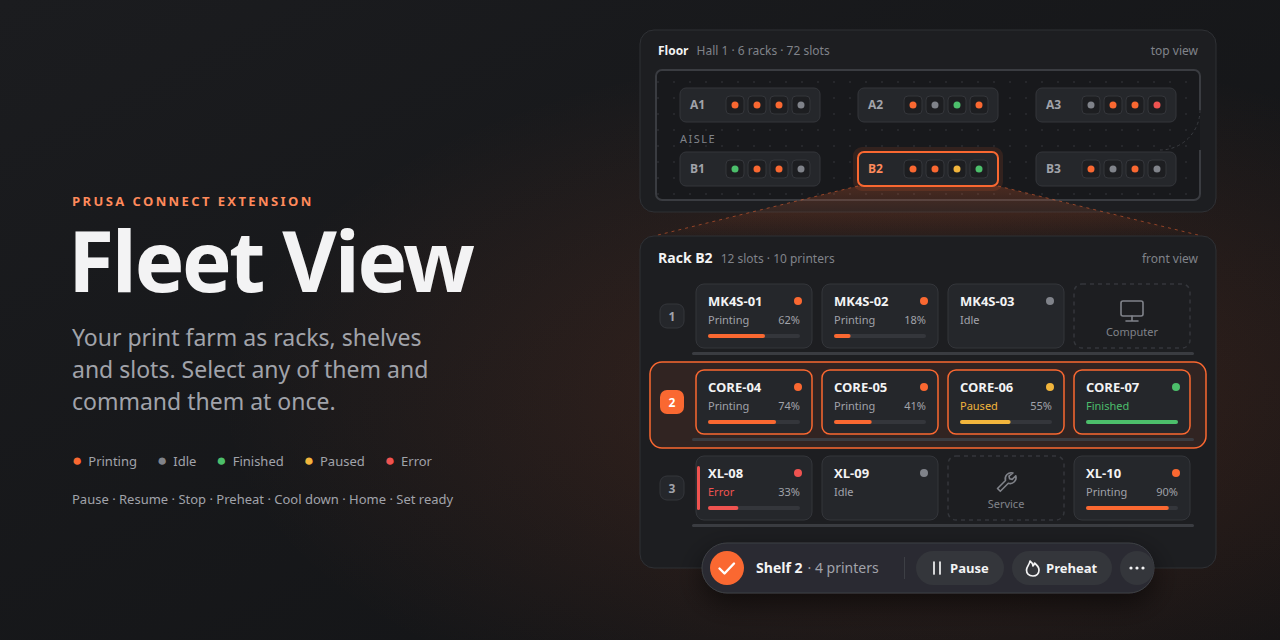 PRUSA CONNECT EXTENSION
Fleet View
Your print farm as racks, shelves
and slots. Select any of them and
command them at once.
Printing Idle Finished Paused Error
Pause · Resume · Stop · Preheat · Cool down · Home · Set ready
Floor Hall 1 · 6 racks · 72 slots top view
A1 A2 A3
AISLE
B1 B2 B3
Rack B2 12 slots · 10 printers front view
1
MK4S-01 MK4S-02 MK4S-03
Printing 62% Printing 18% Idle
Computer
2
CORE-04 CORE-05 CORE-06 CORE-07
Printing 74% Printing 41% Paused 55% Finished
3
XL-08 XL-09 XL-10
Error 33% Idle Printing 90%
Service
Shelf 2 · 4 printers Pause Preheat